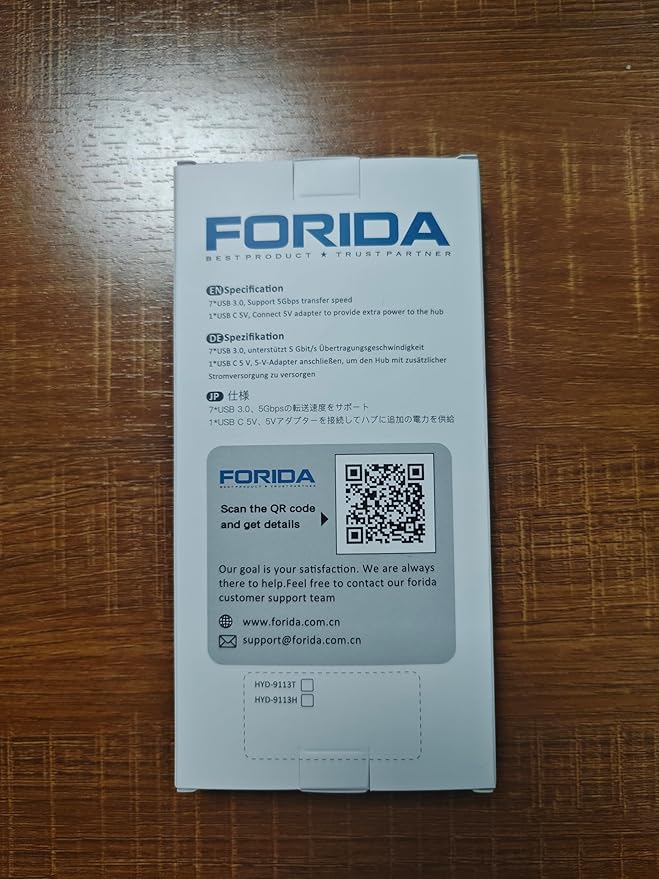 FORIDA
BEST PRODUCT ★ TRUST PARTNER
EN Specification
7*USB 3.0, Support 5Gbps transfer speed
1*USB C 5V, Connect 5V adapter to provide extra power to the hub
DE Spezifikation
7*USB 3.0, unterstützt 5 Gbit/s Übertragungsgeschwindigkeit
1*USB C 5 V, 5-V-Adapter anschließen, um den Hub mit zusätzlicher
Stromversorgung zu versorgen
JP 仕様
7*USB 3.0、5Gbpsの転送速度をサポート
1*USB C 5V、5Vアダプターを接続してハブに追加の電力を供給
FORIDA
BEST PRODUCT ★ TRUST PARTNER
Scan the QR code
and get details
Our goal is your satisfaction. We are always
there to help.Feel free to contact our forida
customer support team
www.forida.com.cn
support@forida.com.cn
HYD-9113T
HYD-9113H